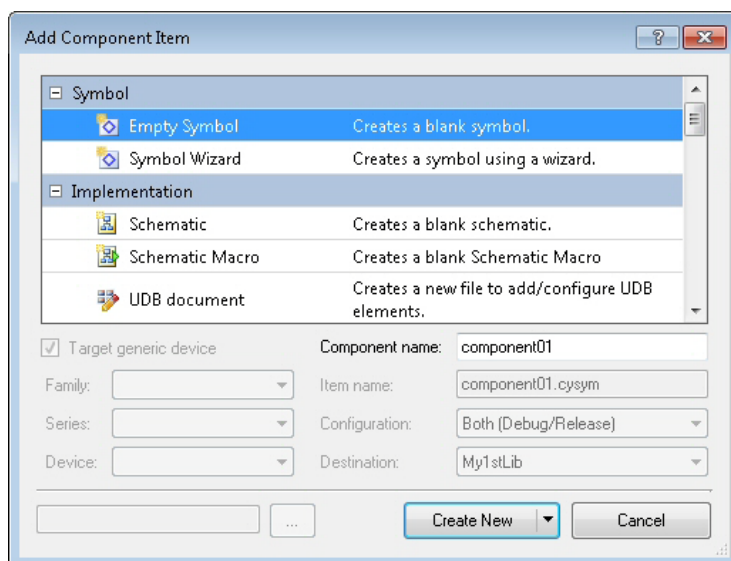 Add Component Item
Symbol
Empty Symbol Creates a blank symbol.
Symbol Wizard Creates a symbol using a wizard.
Implementation
Schematic Creates a blank schematic.
Schematic Macro Creates a blank Schematic Macro
UDB document Creates a new file to add/configure UDB
elements.
Target generic device Component name: component01
Family: Item name: component01.cysym
Series: Configuration: Both (Debug/Release)
Device: Destination: My1stLib
... Create New Cancel